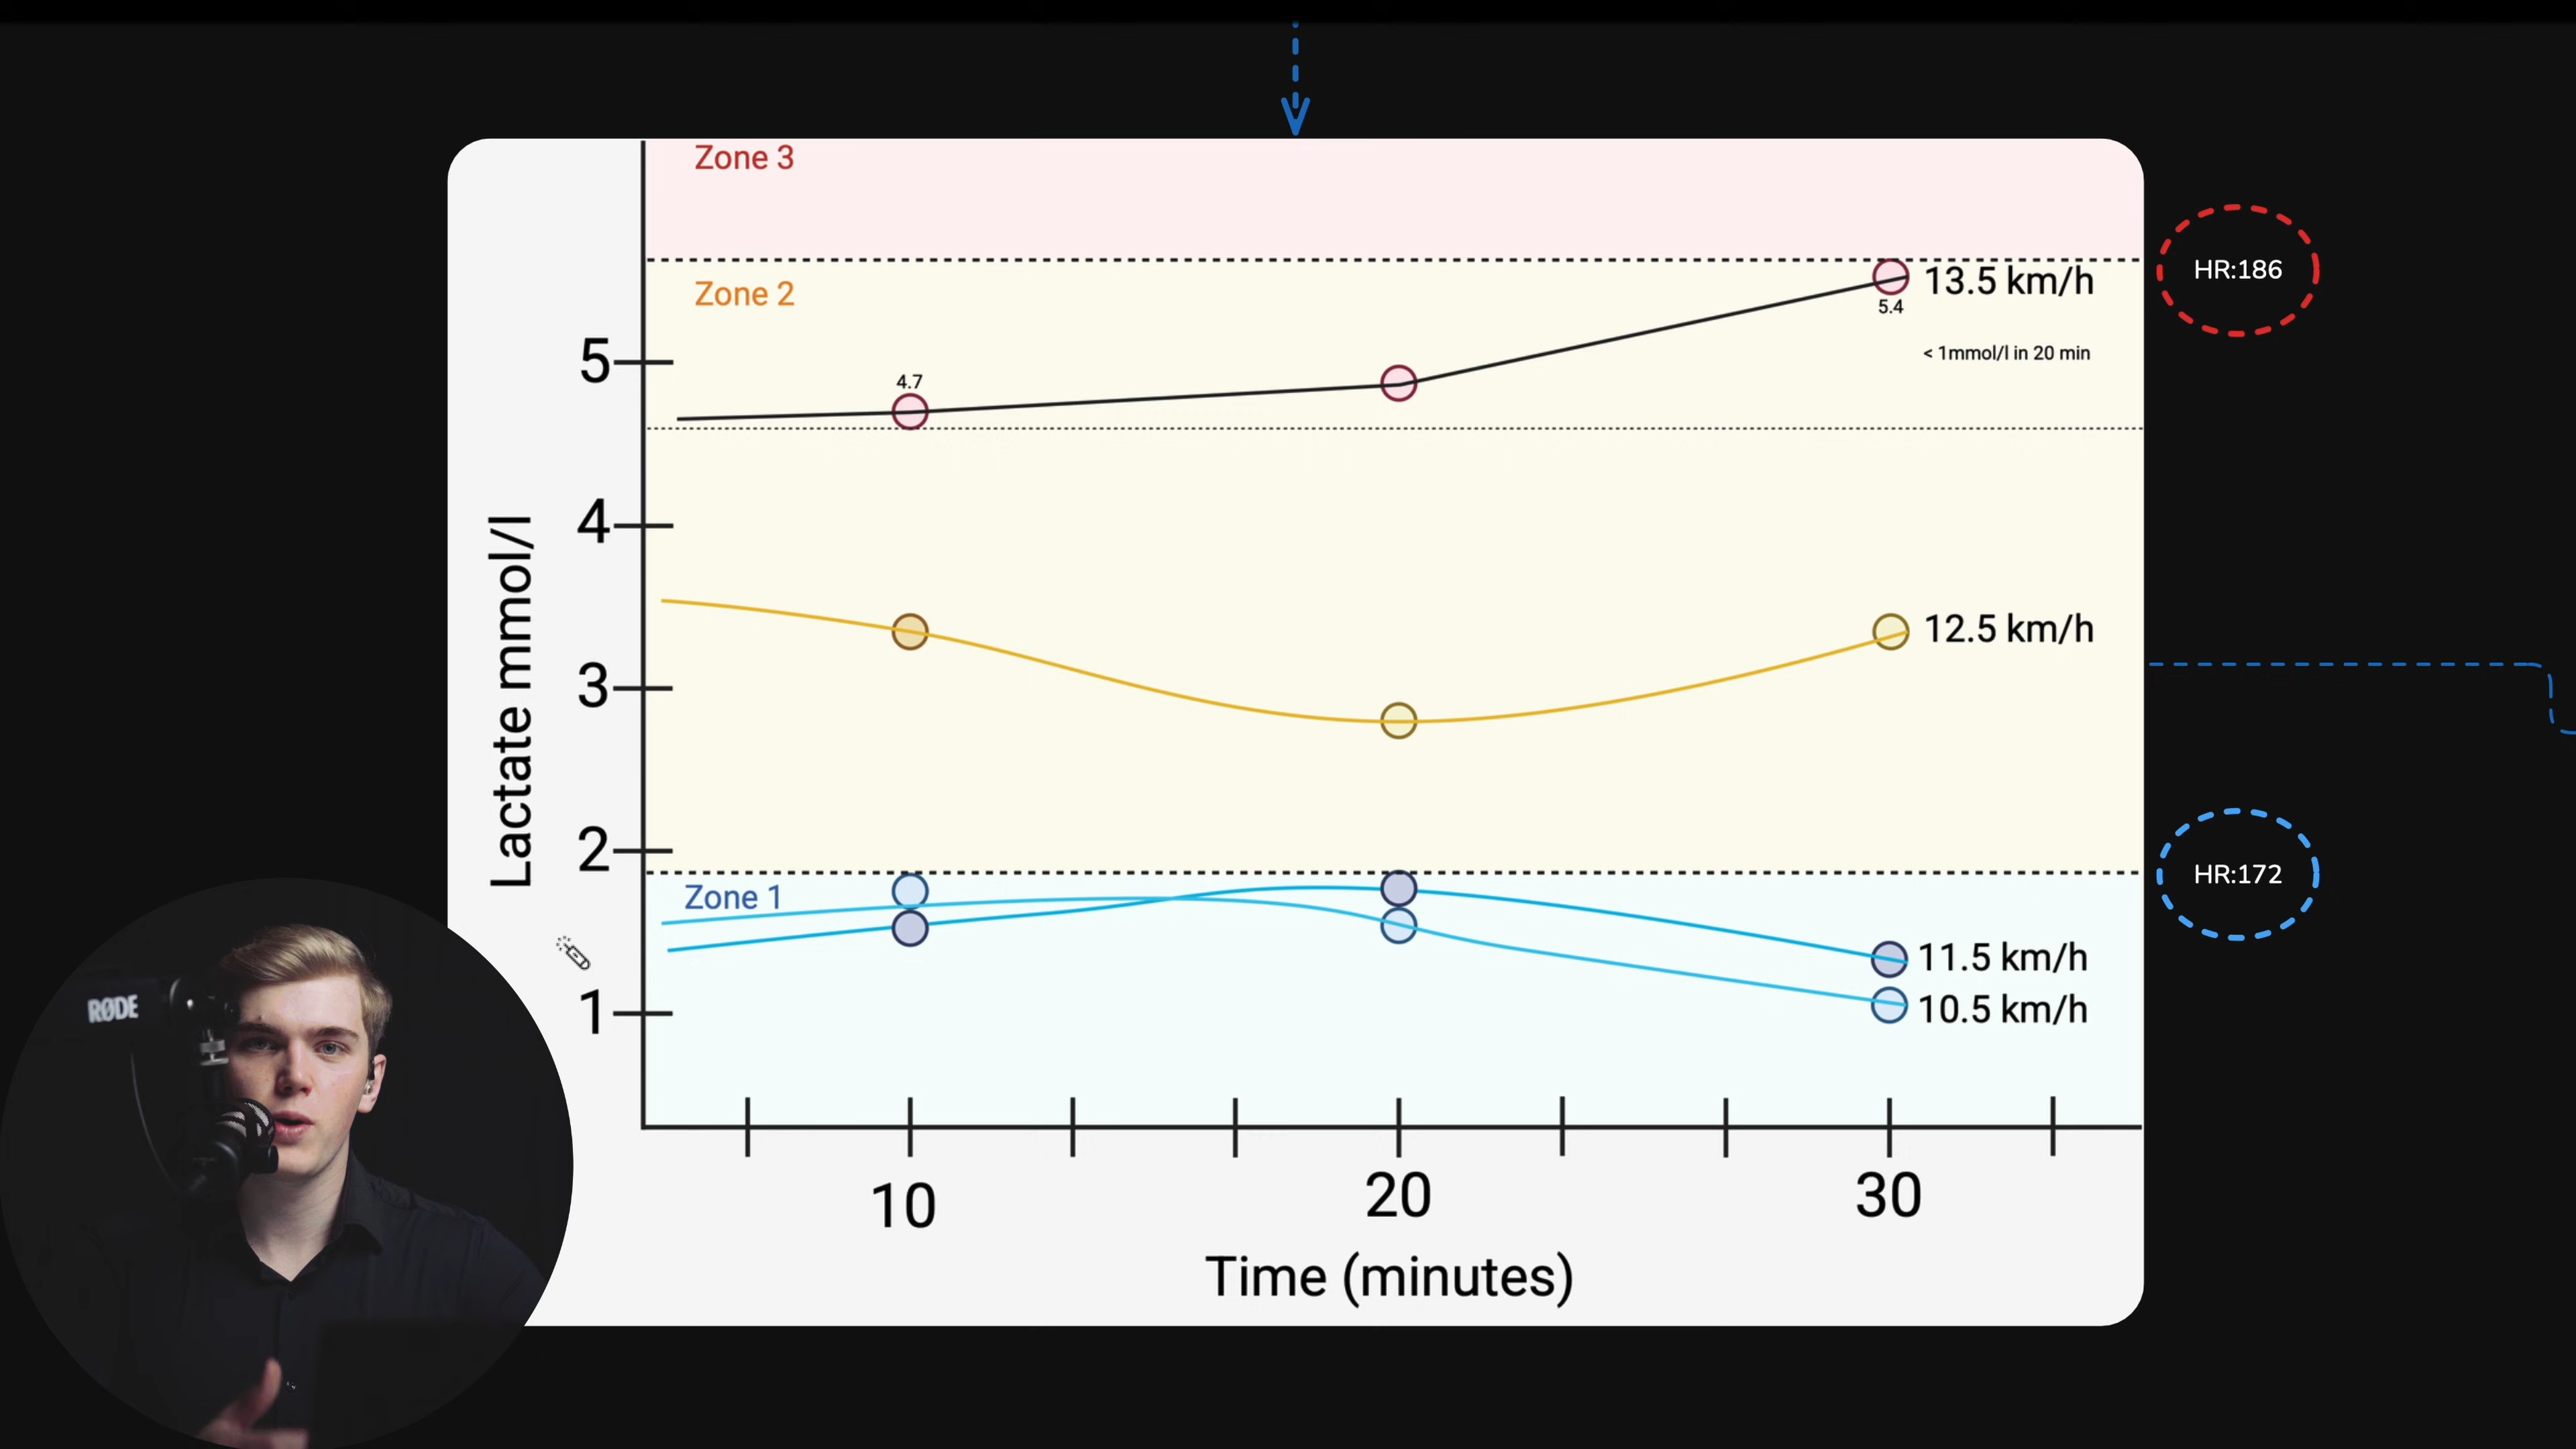 Zone 3
HR:186
Zone 2
13.5 km/h
5.4
< 1mmol/l in 20 min
5
4.7
4
Lactate mmol/l
12.5 km/h
3
2
HR:172
Zone 1
11.5 km/h
10.5 km/h
1
RØDE
10
20
30
Time (minutes)